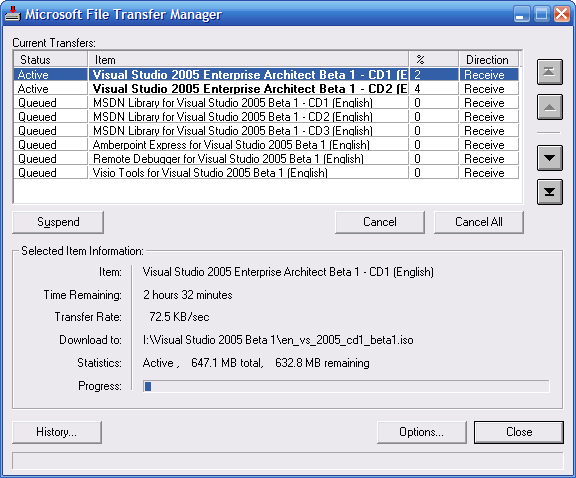 Microsoft File Transfer Manager
Current Transfers:
Status Item % Direction
Active Visual Studio 2005 Enterprise Architect Beta 1 - CD1 (E 2 Receive
Active Visual Studio 2005 Enterprise Architect Beta 1 - CD2 (E 4 Receive
Queued MSDN Library for Visual Studio 2005 Beta 1 - CD1 (English) 0 Receive
Queued MSDN Library for Visual Studio 2005 Beta 1 - CD2 (English) 0 Receive
Queued MSDN Library for Visual Studio 2005 Beta 1 - CD3 (English) 0 Receive
Queued Amberpoint Express for Visual Studio 2005 Beta 1 (English) 0 Receive
Queued Remote Debugger for Visual Studio 2005 Beta 1 (English) 0 Receive
Queued Visio Tools for Visual Studio 2005 Beta 1 (English) 0 Receive
Suspend Cancel Cancel All
Selected Item Information:
Item: Visual Studio 2005 Enterprise Architect Beta 1 - CD1 (English)
Time Remaining: 2 hours 32 minutes
Transfer Rate: 72.5 KB/sec
Download to: I:\Visual Studio 2005 Beta 1\en_vs_2005_cd1_beta1.iso
Statistics: Active , 647.1 MB total, 632.8 MB remaining
Progress:
History... Options... Close